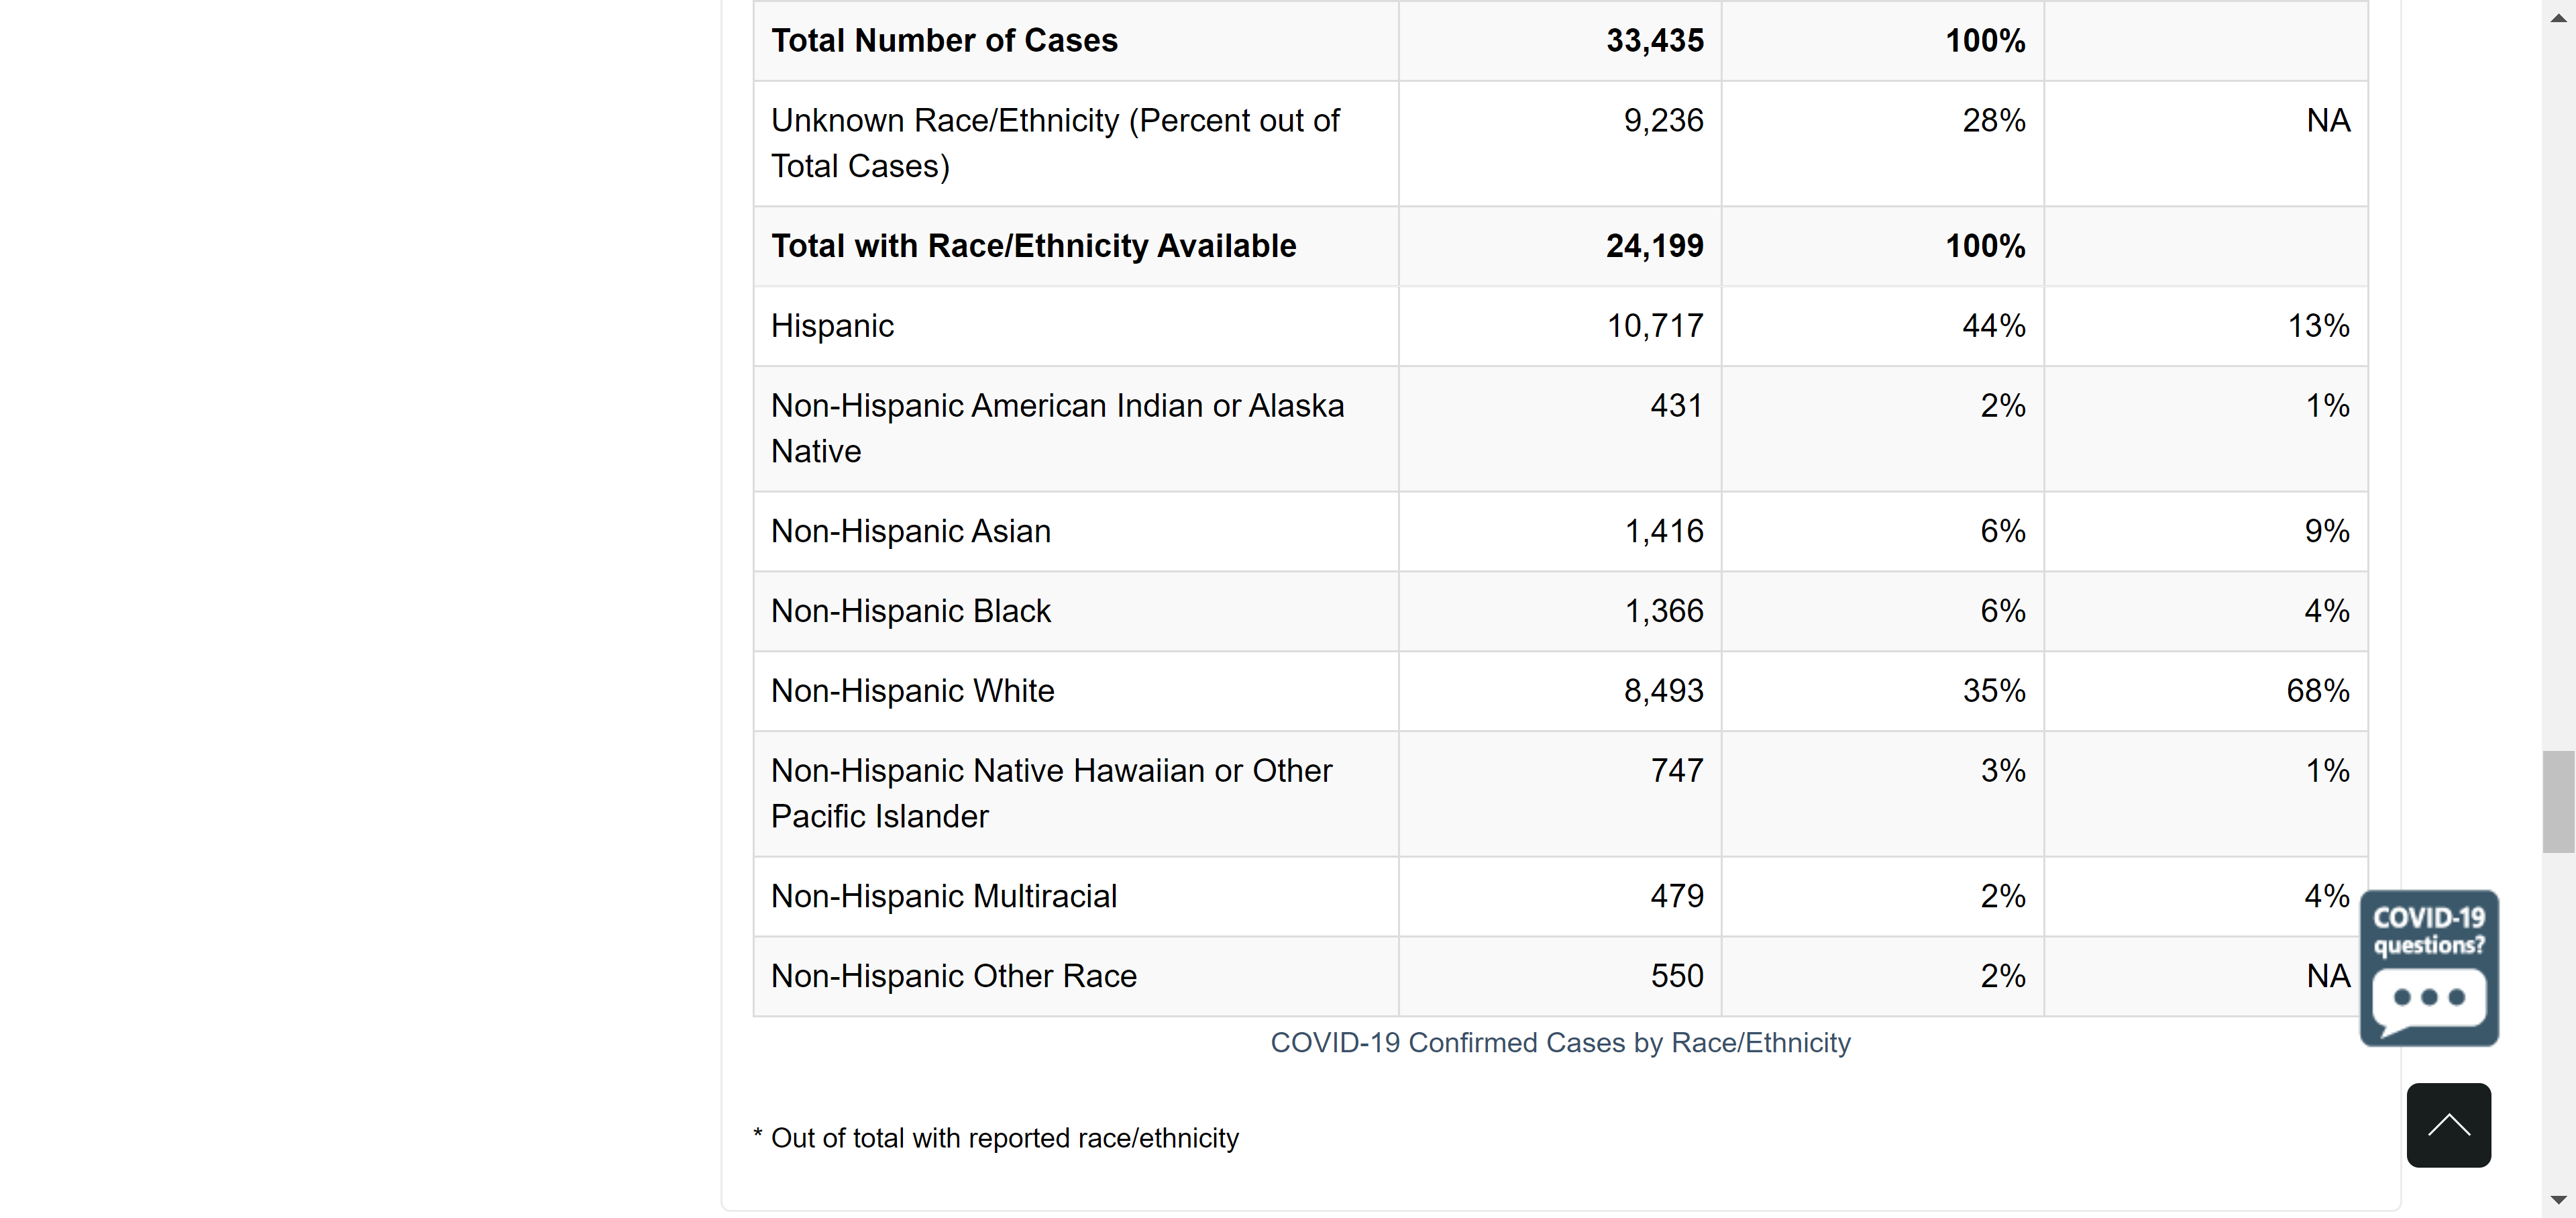 Total Number of Cases 33,435 100%
Unknown Race/Ethnicity (Percent out of 9,236 28% NA
Total Cases)
Total with Race/Ethnicity Available 24,199 100%
Hispanic 10,717 44% 13%
Non-Hispanic American Indian or Alaska 431 2% 1%
Native
Non-Hispanic Asian 1,416 6% 9%
Non-Hispanic Black 1,366 6% 4%
Non-Hispanic White 8,493 35% 68%
Non-Hispanic Native Hawaiian or Other 747 3% 1%
Pacific Islander
Non-Hispanic Multiracial 479 2% 4%
Non-Hispanic Other Race 550 2% NA
COVID-19
questions?
COVID-19 Confirmed Cases by Race/Ethnicity
* Out of total with reported race/ethnicity